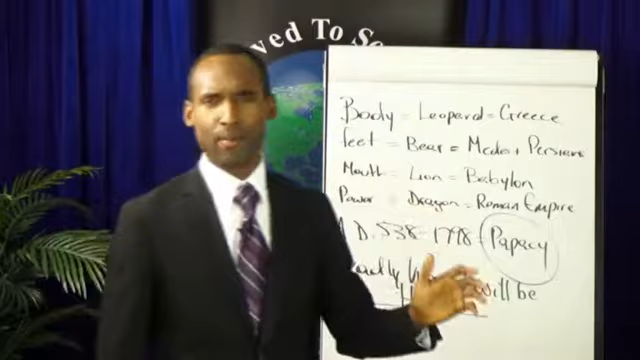 ved To S
Body = Leopard = Greece
feet = Bear = Medes + Persians
Mouth = Lion = Babylon
Power Dragon = Roman Empire
A.D. 538 - 1798 = Papacy
will be